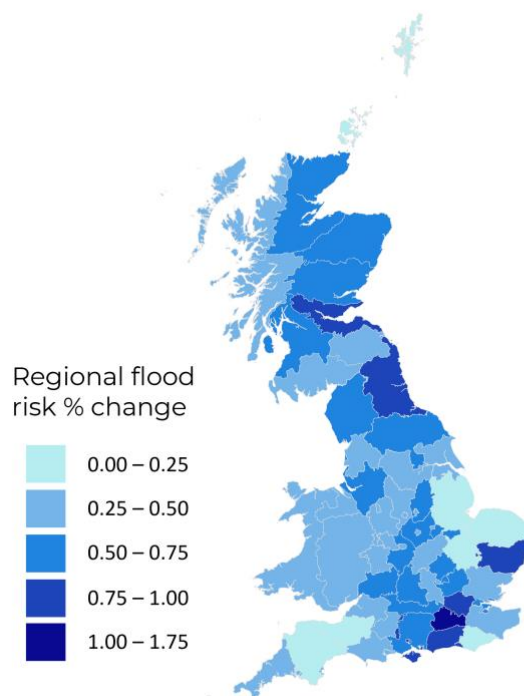 Regional flood
risk % change
0.00 – 0.25
0.25 – 0.50
0.50 – 0.75
0.75 – 1.00
1.00 – 1.75